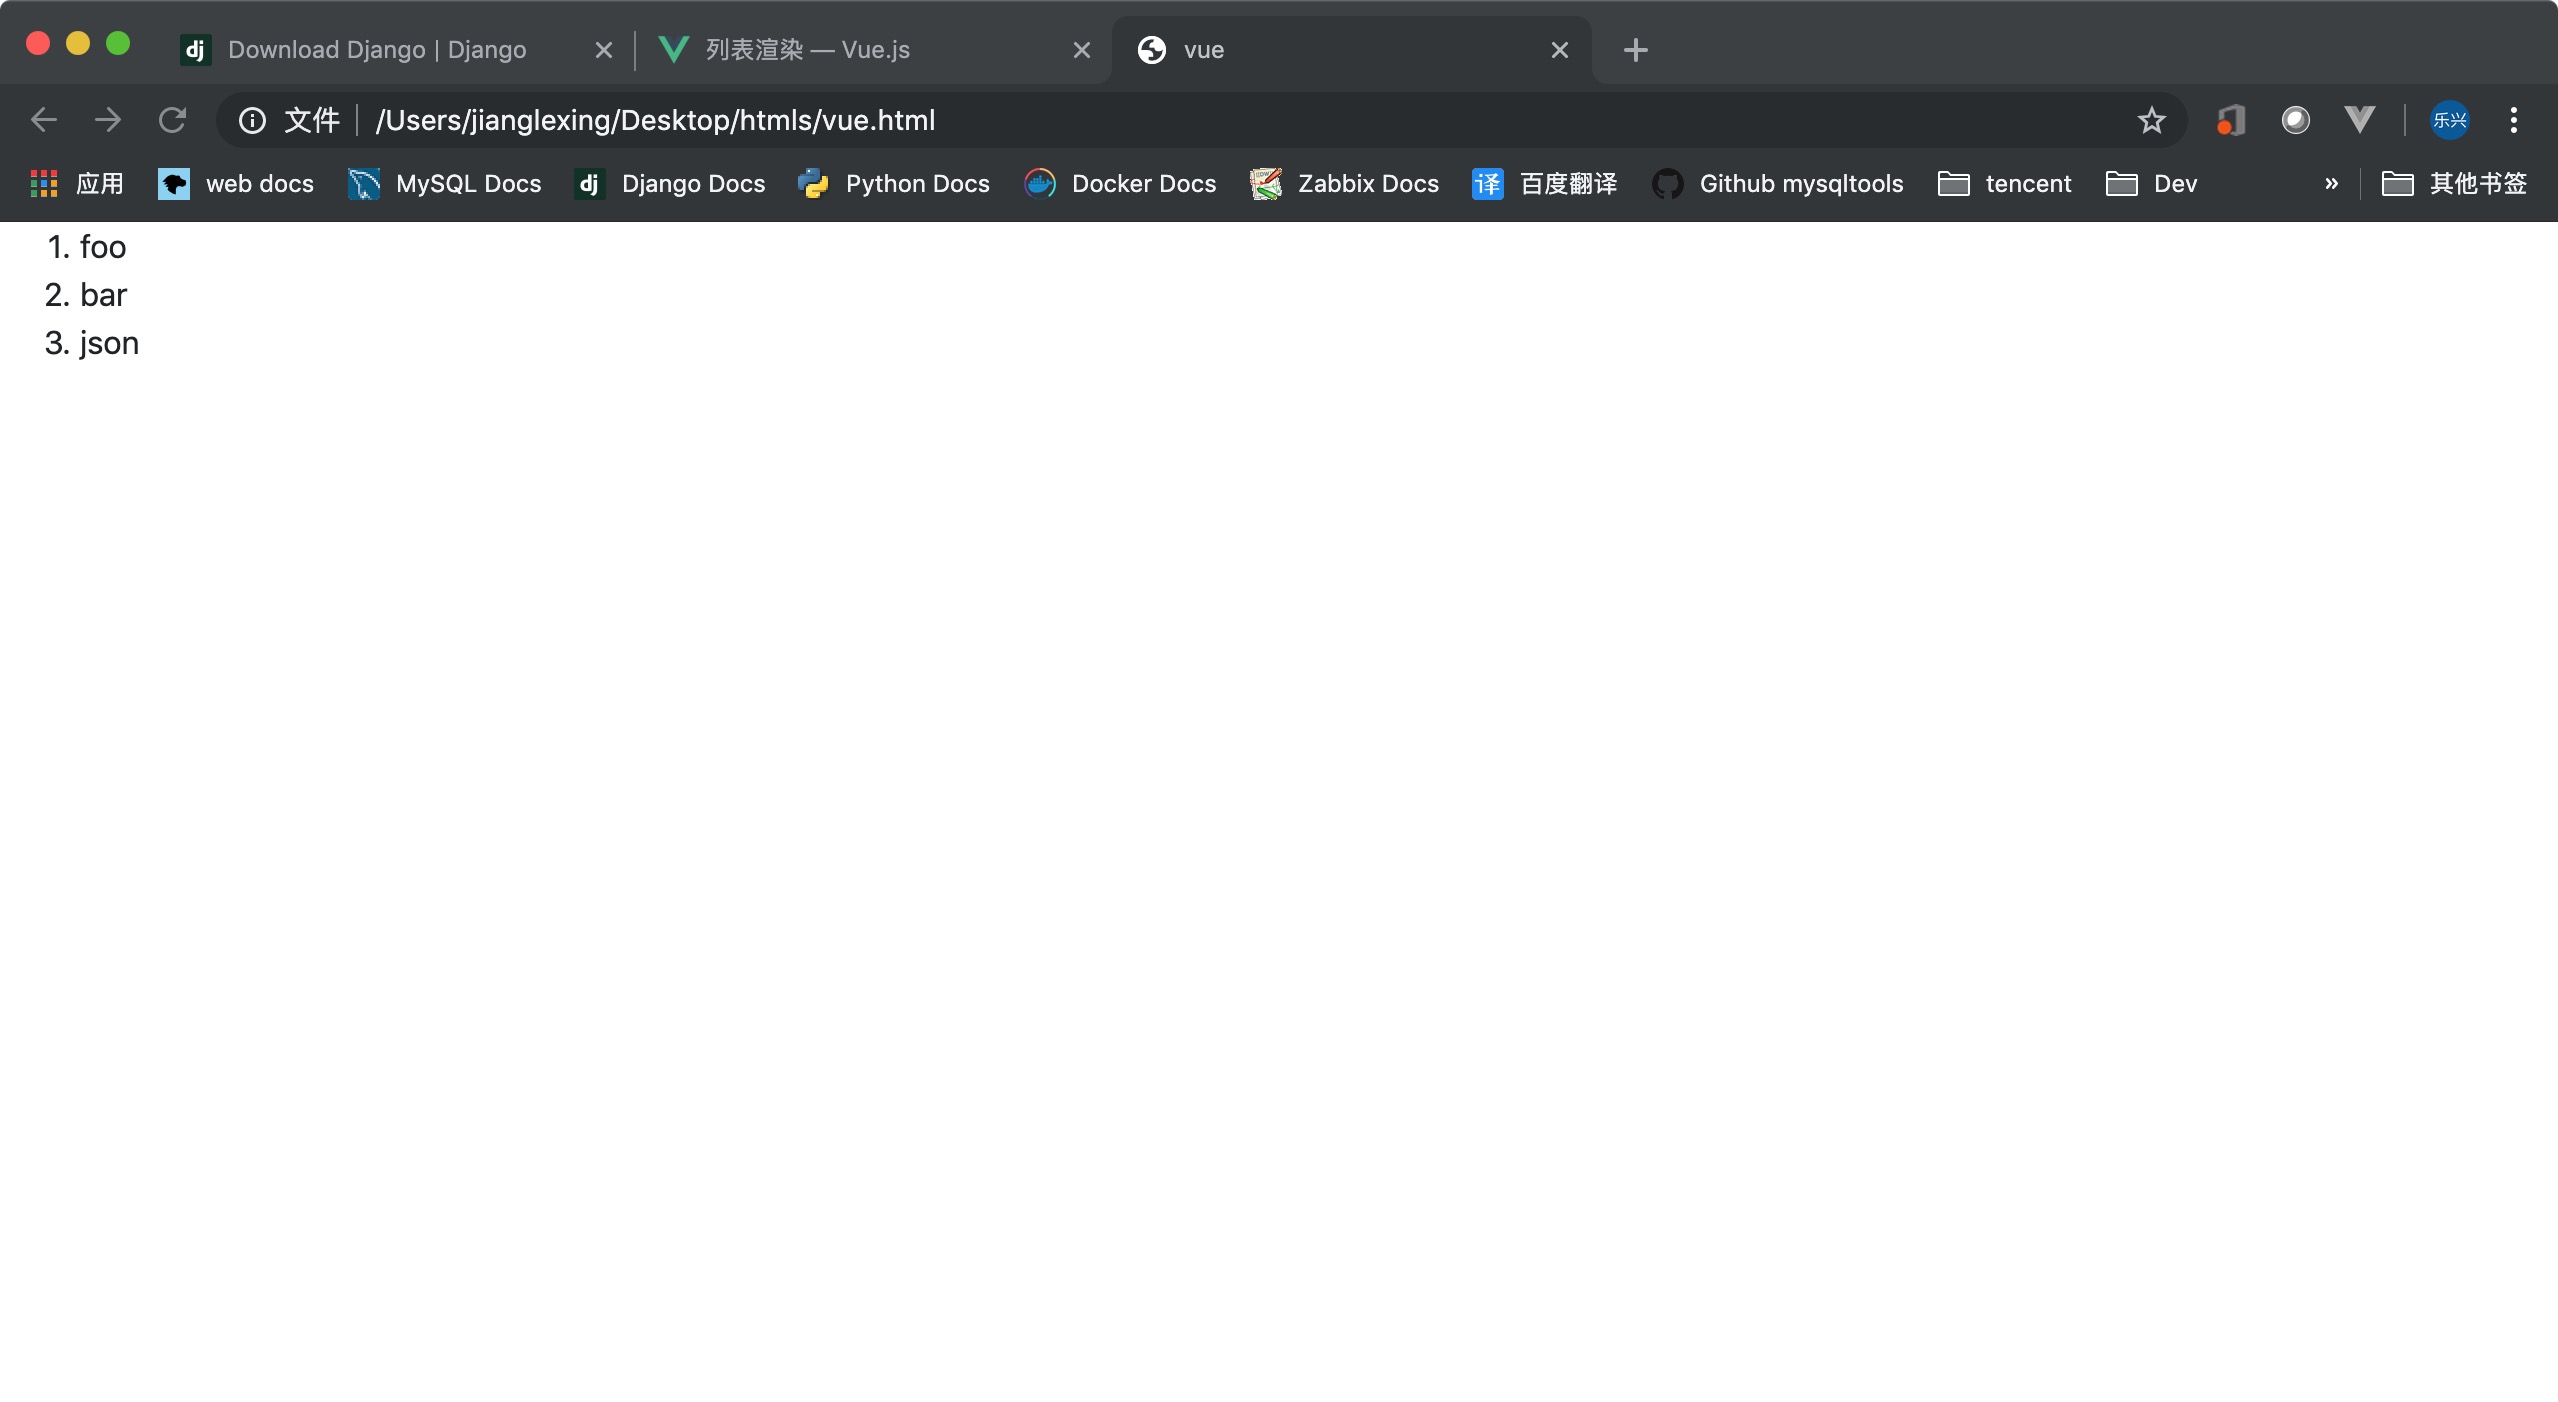 dj Download Django | Django 列表渲染 — Vue.js vue
文件 /Users/jianglexing/Desktop/htmls/vue.html 乐兴
应用 web docs MySQL Docs dj Django Docs Python Docs Docker Docs Zabbix Docs 译 百度翻译 Github mysqltools tencent Dev » 其他书签
1. foo
2. bar
3. json